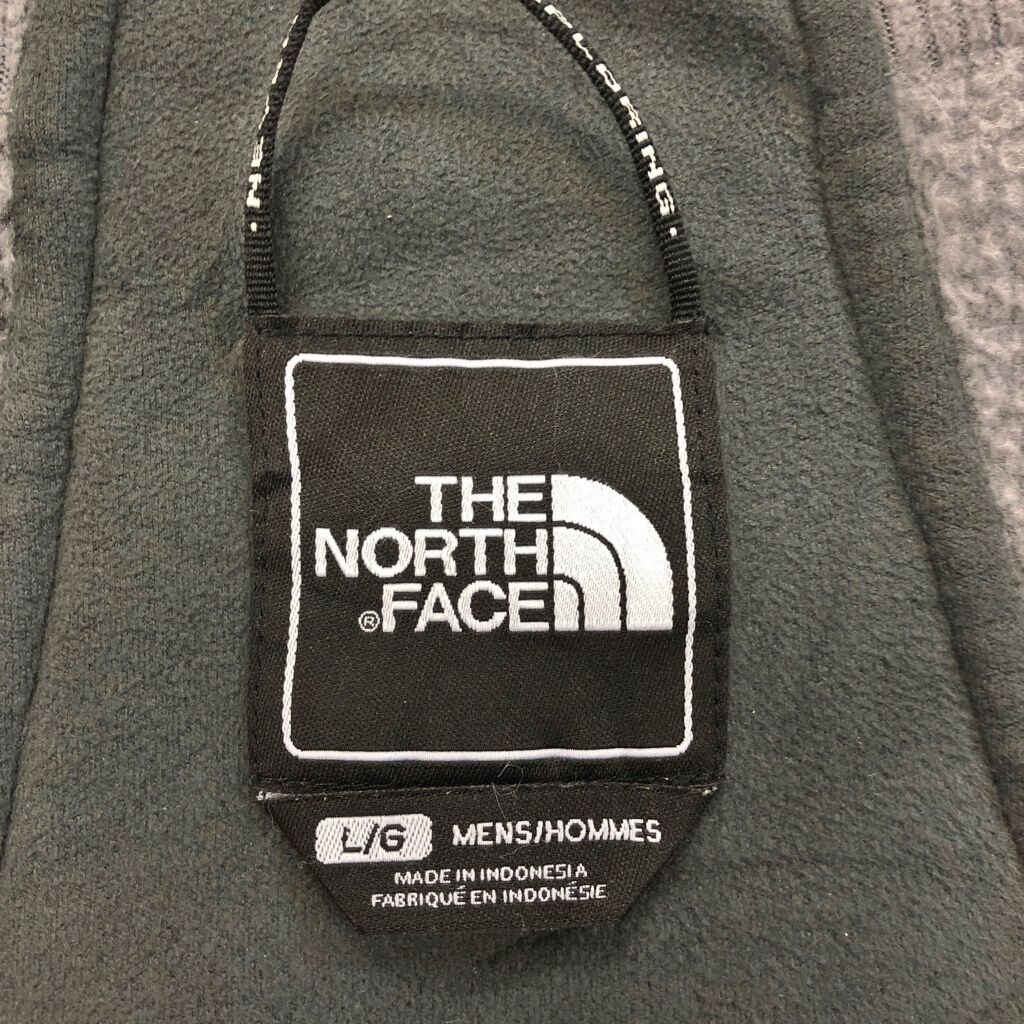 THE
NORTH
®FACE
L/G MENS/HOMMES
MADE IN INDONESIA
FABRIQUÉ EN INDONÉSIE